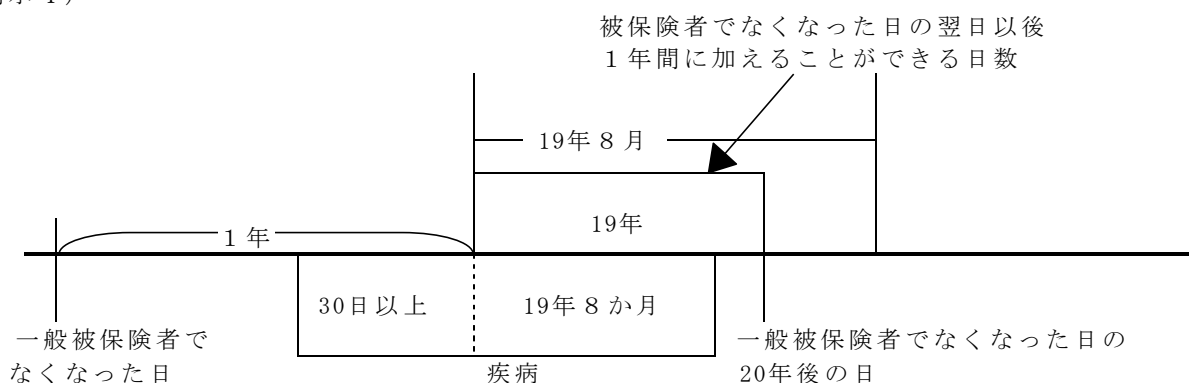 被保険者でなくなった日の翌日以後
１年間に加えることができる日数
19年８月
19年
１年
30日以上
19年８か月
一般被保険者で
なくなった日
疾病
一般被保険者でなくなった日の
20年後の日